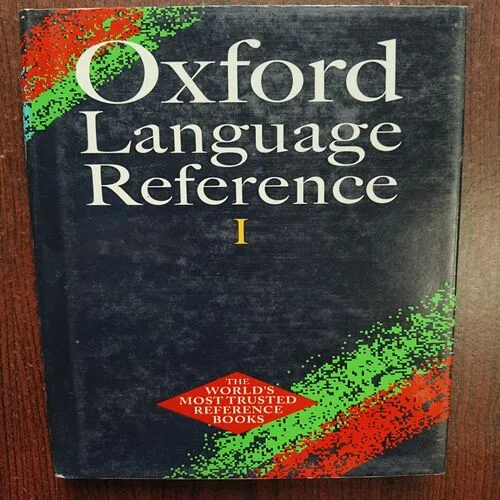 Oxford
Language
Reference
I
THE
WORLD'S
MOST TRUSTED
REFERENCE
BOOKS